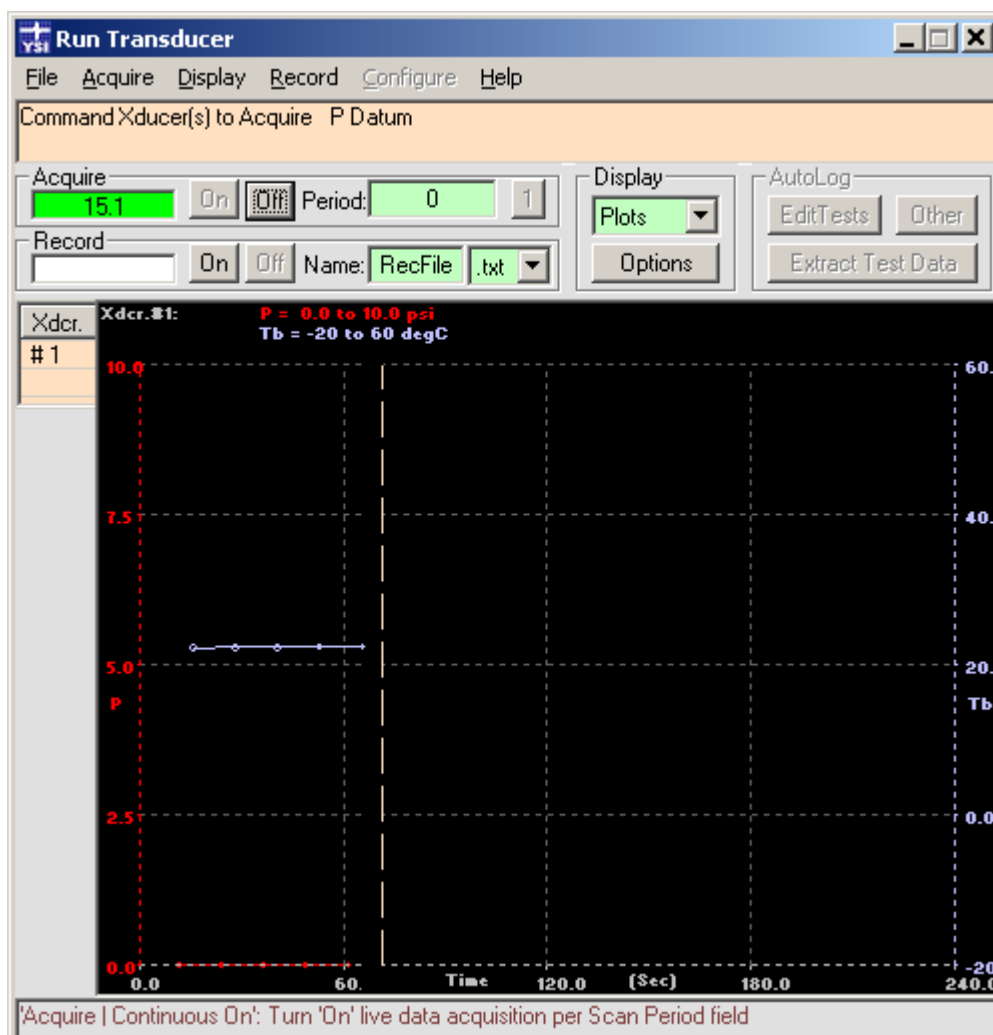 YSI Run Transducer
File Acquire Display Record Configure Help
Command Xducer(s) to Acquire P Datum
Acquire
15.1 On Off Period: 0 1
Record
On Off Name: RecFile .txt
Display
Plots
Options
AutoLog
EditTests Other
Extract Test Data
Xdcr.
# 1
Xdcr.#1: P = 0.0 to 10.0 psi
Tb = -20 to 60 degC
10.0 60.
7.5 40.
5.0 20.
P Tb
2.5 0.0
0.0 -20
0.0 60. Time 120.0 (Sec) 180.0 240.0
'Acquire | Continuous On': Turn 'On' live data acquisition per Scan Period field